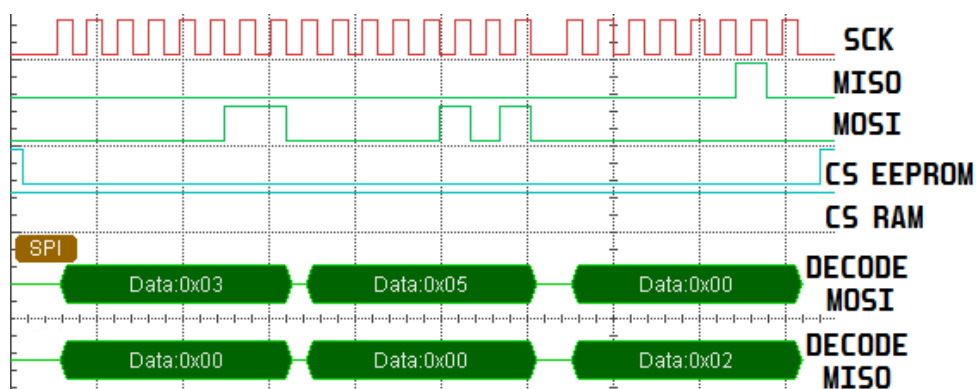 SCK
MISO
MOSI
CS EEPROM
CS RAM
SPI
Data:0x03 Data:0x05 Data:0x00 DECODE
MOSI
Data:0x00 Data:0x00 Data:0x02 DECODE
MISO